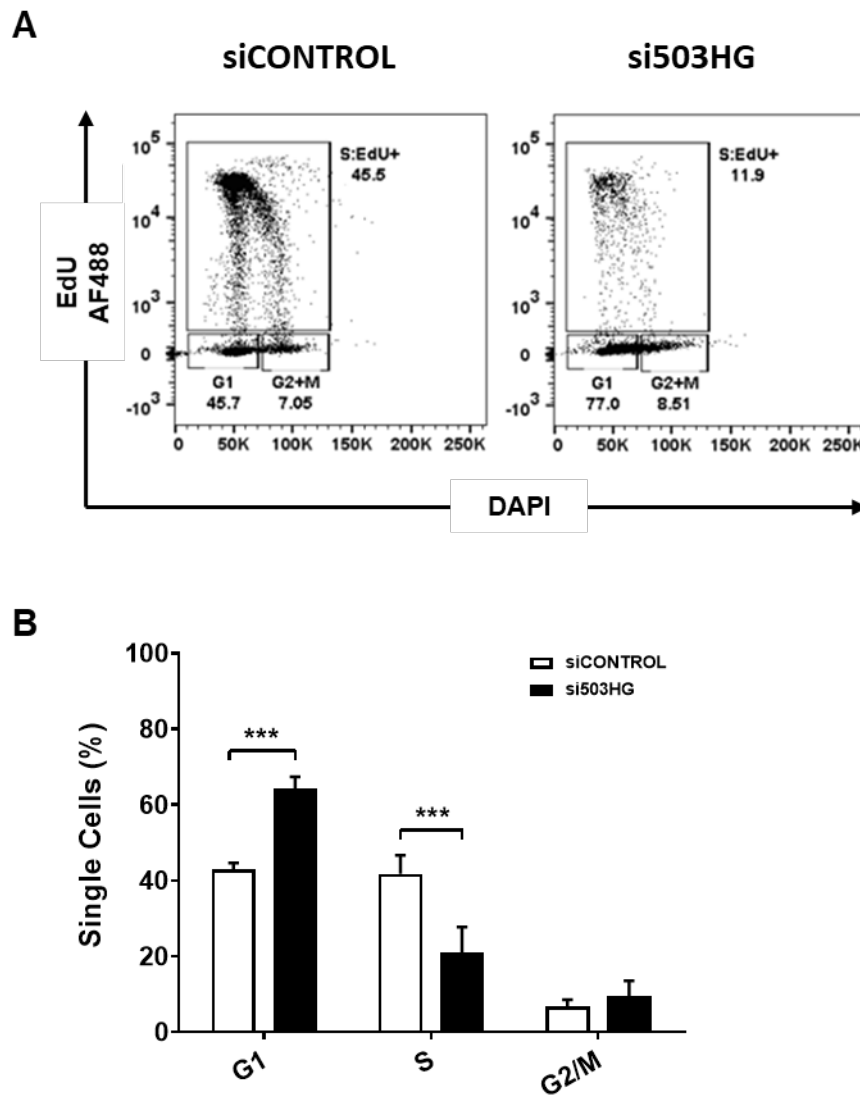 A
siCONTROL
si503HG
EdU
AF488
10^5
10^4
10^3
0
-10^3
S:EdU+
45.5
G1
45.7
G2+M
7.05
0 50K 100K 150K 200K 250K
10^5
10^4
10^3
0
-10^3
S:EdU+
11.9
G1
77.0
G2+M
8.51
0 50K 100K 150K 200K 250K
DAPI
B
Single Cells (%)
100
80
60
40
20
0
siCONTROL
si503HG
***
***
G1
S
G2/M